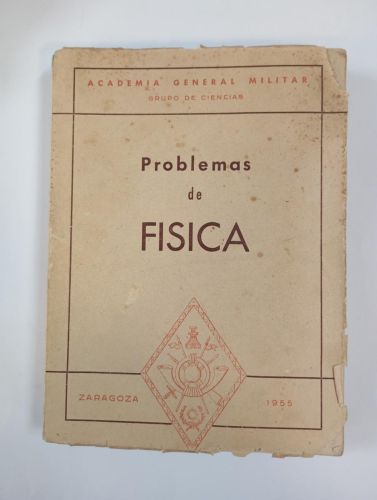 ACADEMIA GENERAL MILITAR
GRUPO DE CIENCIAS
Problemas
de
FISICA
ZARAGOZA
1955